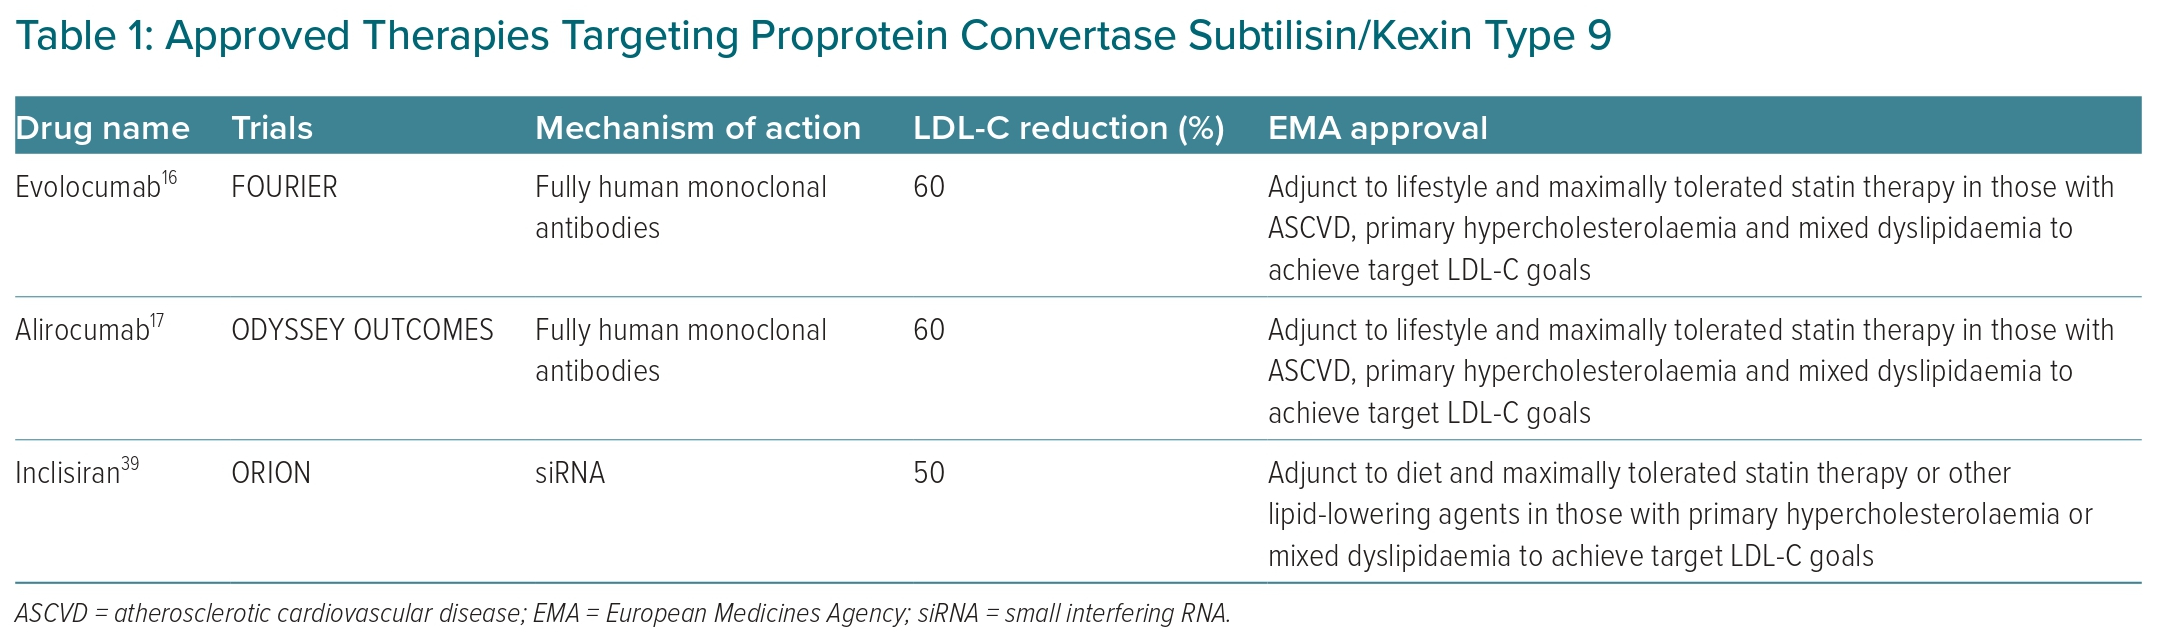 Table 1: Approved Therapies Targeting Proprotein Convertase Subtilisin/Kexin Type 9
Drug name Trials Mechanism of action LDL-C reduction (%) EMA approval
Evolocumab16 FOURIER Fully human monoclonal 60 Adjunct to lifestyle and maximally tolerated statin therapy in those with
antibodies ASCVD, primary hypercholesterolaemia and mixed dyslipidaemia to
achieve target LDL-C goals
Alirocumab17 ODYSSEY OUTCOMES Fully human monoclonal 60 Adjunct to lifestyle and maximally tolerated statin therapy in those with
antibodies ASCVD, primary hypercholesterolaemia and mixed dyslipidaemia to
achieve target LDL-C goals
Inclisiran39 ORION siRNA 50 Adjunct to diet and maximally tolerated statin therapy or other
lipid-lowering agents in those with primary hypercholesterolaemia or
mixed dyslipidaemia to achieve target LDL-C goals
ASCVD = atherosclerotic cardiovascular disease; EMA = European Medicines Agency; siRNA = small interfering RNA.